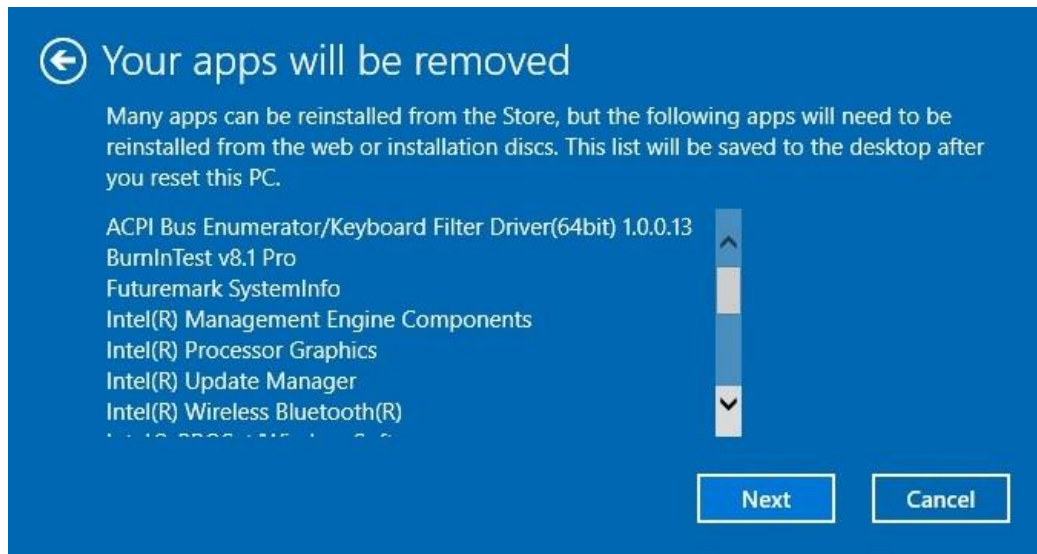 Your apps will be removed
Many apps can be reinstalled from the Store, but the following apps will need to be
reinstalled from the web or installation discs. This list will be saved to the desktop after
you reset this PC.
ACPI Bus Enumerator/Keyboard Filter Driver(64bit) 1.0.0.13
BurnInTest v8.1 Pro
Futuremark SystemInfo
Intel(R) Management Engine Components
Intel(R) Processor Graphics
Intel(R) Update Manager
Intel(R) Wireless Bluetooth(R)
Next
Cancel